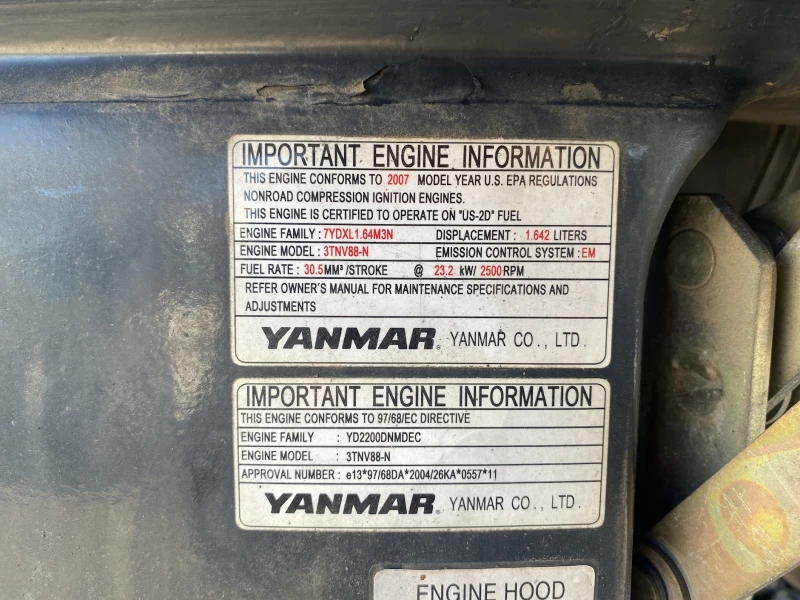 IMPORTANT ENGINE INFORMATION
THIS ENGINE CONFORMS TO 2007 MODEL YEAR U.S. EPA REGULATIONS
NONROAD COMPRESSION IGNITION ENGINES.
THIS ENGINE IS CERTIFIED TO OPERATE ON "US-2D" FUEL
ENGINE FAMILY : 7YDXL1.64M3N DISPLACEMENT : 1.642 LITERS
ENGINE MODEL : 3TNV88-N EMISSION CONTROL SYSTEM : EM
FUEL RATE : 30.5MM³/STROKE @ 23.2 kW/ 2500 RPM
REFER OWNER'S MANUAL FOR MAINTENANCE SPECIFICATIONS AND
ADJUSTMENTS
YANMAR® YANMAR CO., LTD.
IMPORTANT ENGINE INFORMATION
THIS ENGINE CONFORMS TO 97/68/EC DIRECTIVE
ENGINE FAMILY : YD2200DNMDEC
ENGINE MODEL : 3TNV88-N
APPROVAL NUMBER : e13*97/68DA*2004/26KA*0557*11
YANMAR® YANMAR CO., LTD.
ENGINE HOOD